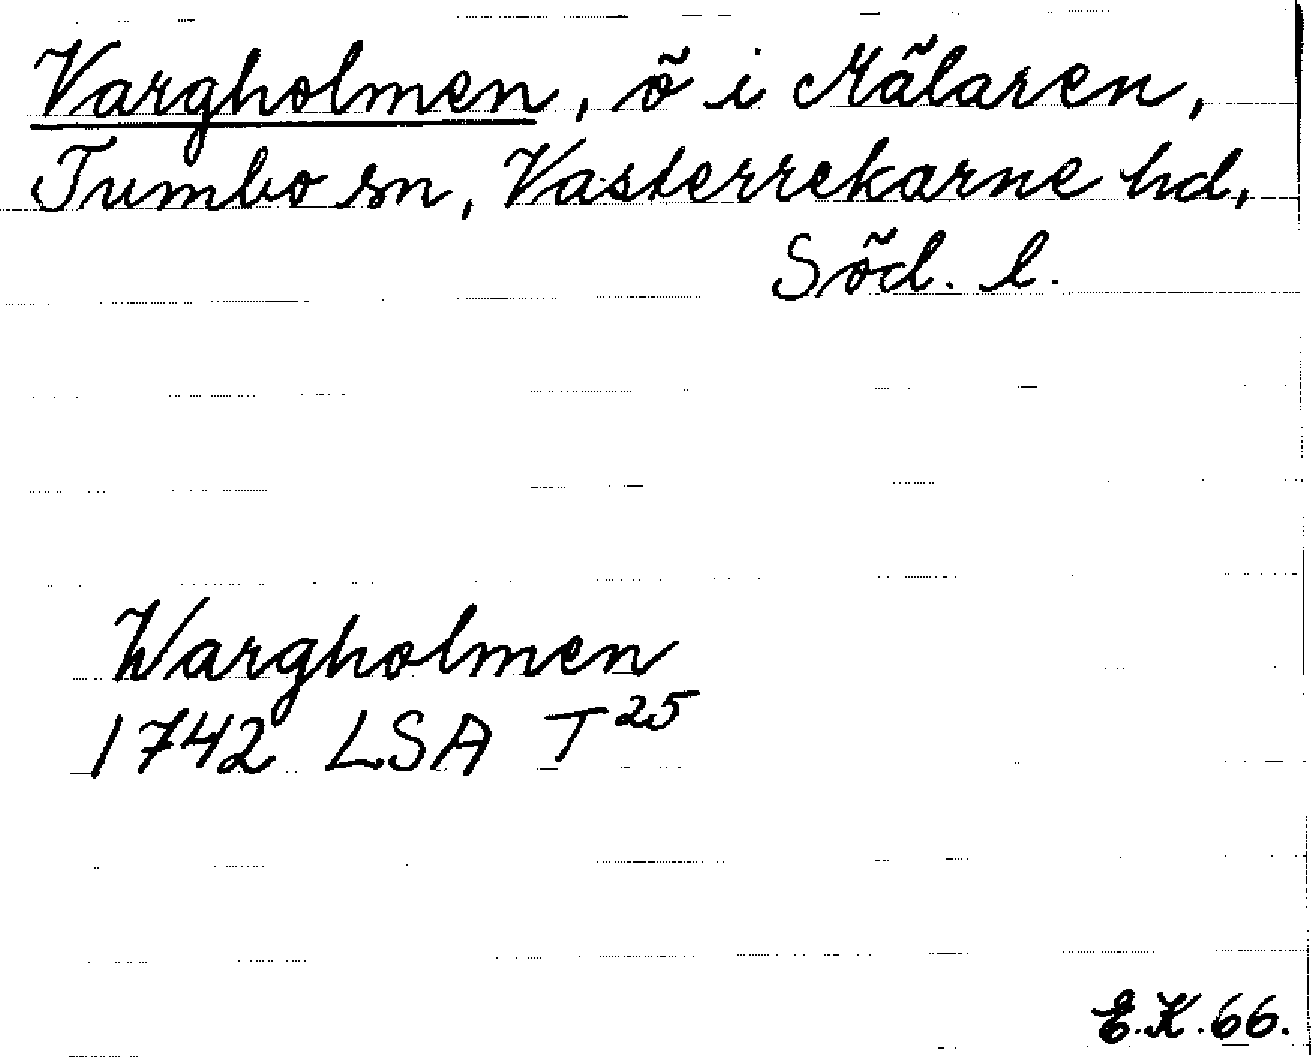 Vargholmen, ö i Mälaren,
Tumbo sn, Vasterrekarne hd,
Söd. l.
Wargholmen
1742 LSA T²⁵
E.K.66.